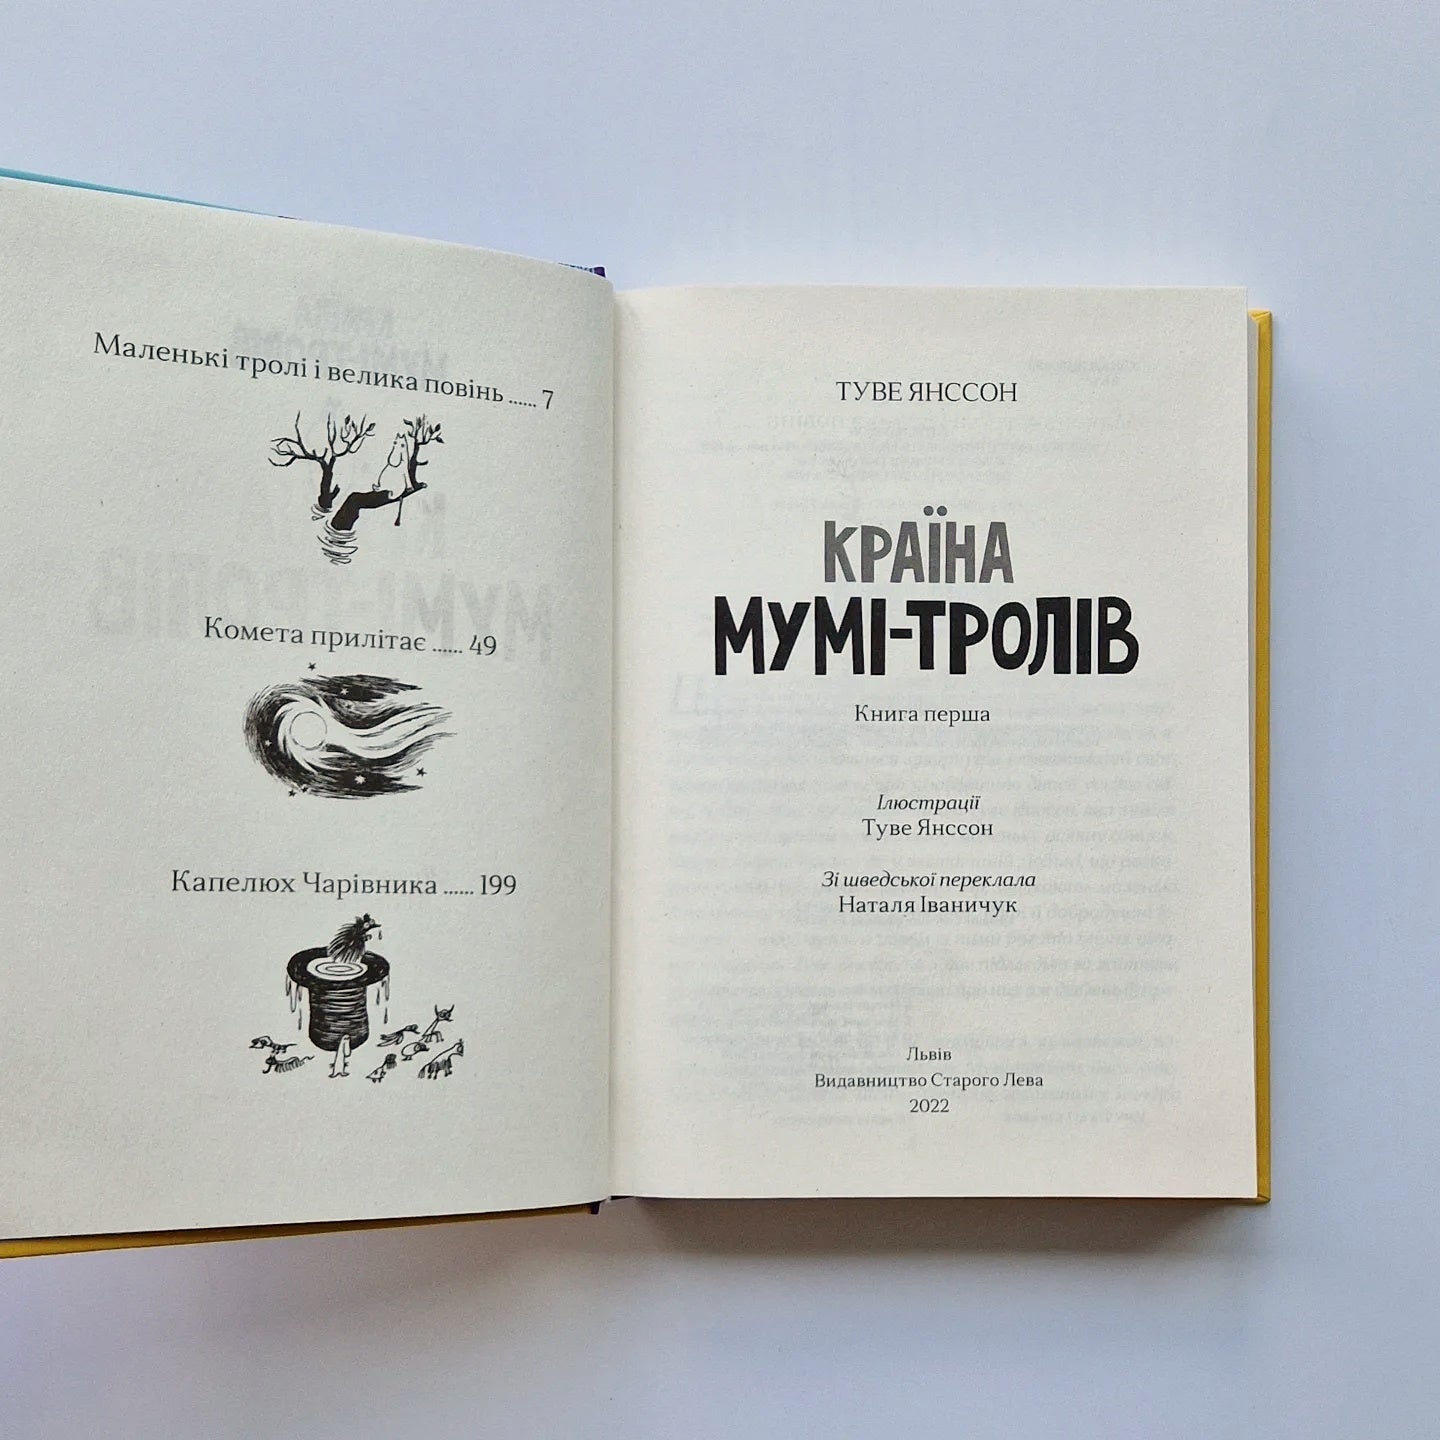 Маленькі тролі і велика повінь ...... 7
Комета прилітає ...... 49
Капелюх Чарівника ...... 199
ТУВЕ ЯНССОН
КРАЇНА
МУМІ-ТРОЛІВ
Книга перша
Ілюстрації
Туве Янссон
Зі шведської переклала
Наталя Іваничук
Львів
Видавництво Старого Лева
2022